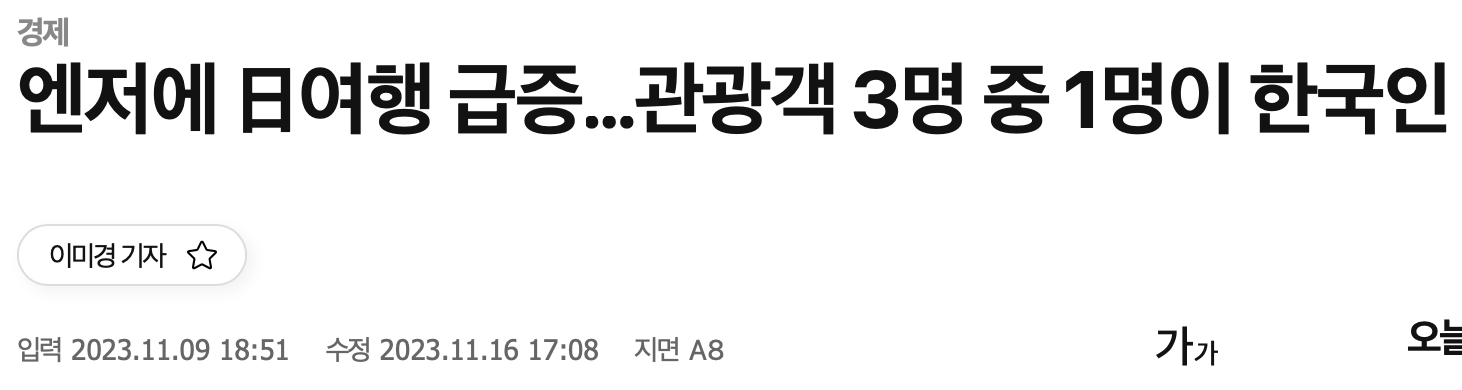 경제
엔저에 日여행 급증...관광객 3명 중 1명이 한국인
이미경 기자
입력 2023.11.09 18:51 수정 2023.11.16 17:08 지면 A8
가가
오늘